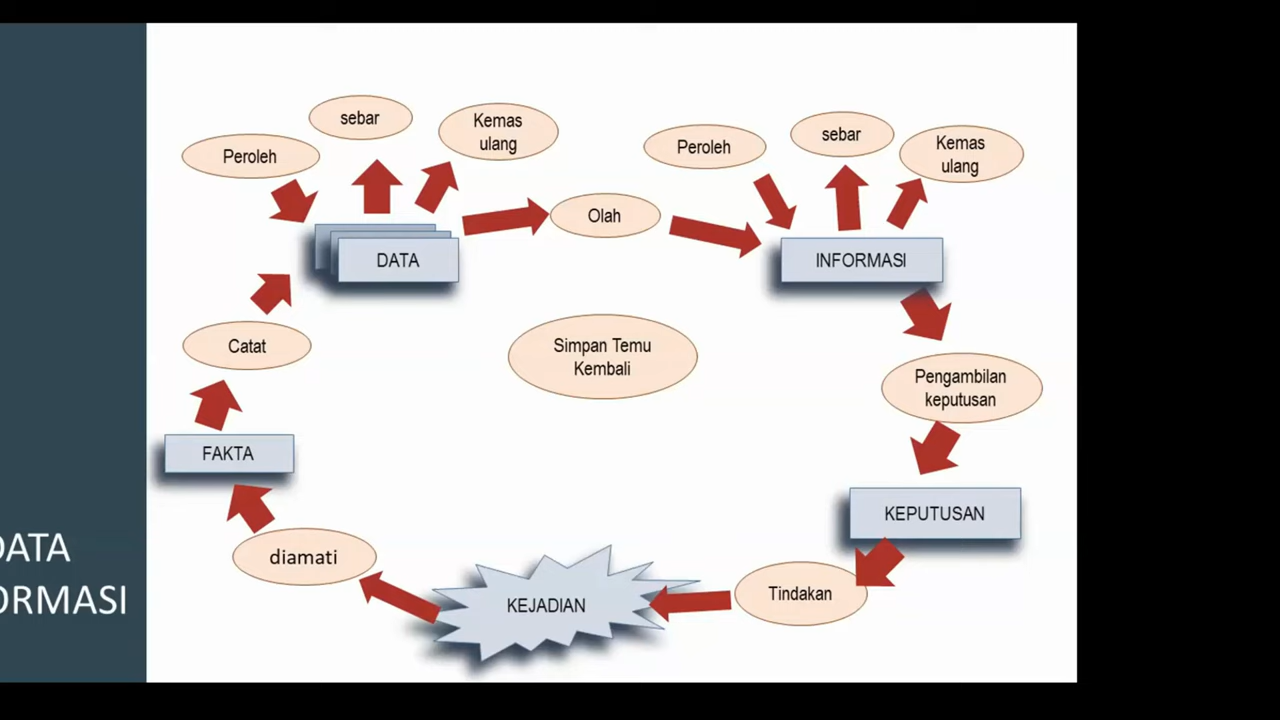 sebar
Kemas
ulang
Peroleh
Peroleh
sebar
Kemas
ulang
Olah
DATA
INFORMASI
Catat
Simpan Temu
Kembali
Pengambilan
keputusan
FAKTA
KEPUTUSAN
diamati
KEJADIAN
Tindakan
DATA
ORMASI